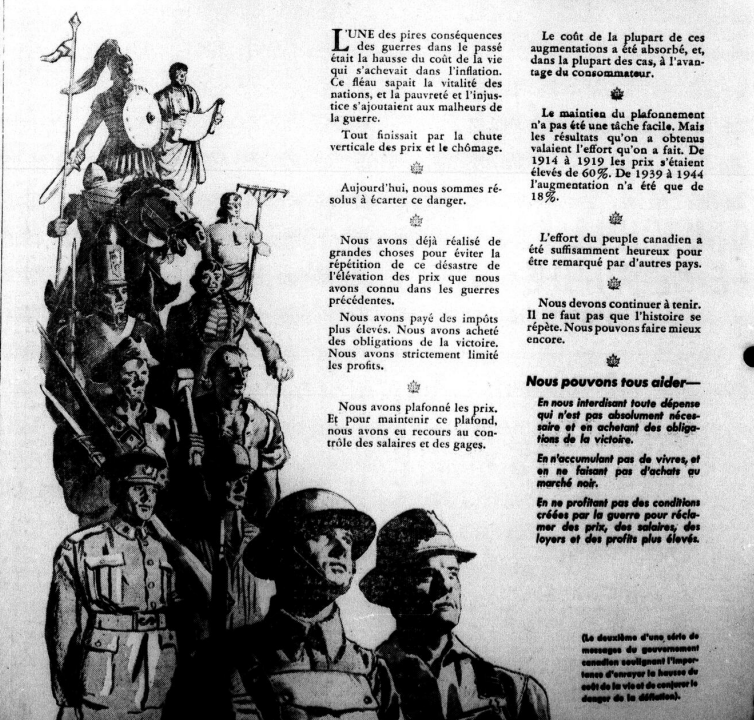 L'UNE des pires conséquences
des guerres dans le passé
était la hausse du coût de la vie
qui s'achevait dans l'inflation.
Ce fléau sapait la vitalité des
nations, et la pauvreté et l'injus-
tice s'ajoutaient aux malheurs de
la guerre.
Tout finissait par la chute
verticale des prix et le chômage.
Aujourd'hui, nous sommes ré-
solus à écarter ce danger.
Nous avons déjà réalisé de
grandes choses pour éviter la
répétition de ce désastre de
l'élévation des prix que nous
avons connu dans les guerres
précédentes.
Nous avons payé des impôts
plus élevés. Nous avons acheté
des obligations de la victoire.
Nous avons strictement limité
les profits.
Nous avons plafonné les prix.
Et pour maintenir ce plafond,
nous avons eu recours au con-
trôle des salaires et des gages.
Le coût de la plupart de ces
augmentations a été absorbé, et,
dans la plupart des cas, à l'avan-
tage du consommateur.
Le maintien du plafonnement
n'a pas été une tâche facile. Mais
les résultats qu'on a obtenus
valaient l'effort qu'on a fait. De
1914 à 1919 les prix s'étaient
élevés de 60%. De 1939 à 1944
l'augmentation n'a été que de
18%.
L'effort du peuple canadien a
été suffisamment heureux pour
être remarqué par d'autres pays.
Nous devons continuer à tenir.
Il ne faut pas que l'histoire se
répète. Nous pouvons faire mieux
encore.
Nous pouvons tous aider—
En nous interdisant toute dépense
qui n'est pas absolument néces-
saire et en achetant des obliga-
tions de la victoire.
En n'accumulant pas de vivres, et
en ne faisant pas d'achats au
marché noir.
En ne profitant pas des conditions
créées par la guerre pour récla-
mer des prix, des salaires, des
loyers et des profits plus élevés.
(Le deuxième d'une série de
messages du gouvernement
canadien soulignant l'impor-
tance d'enrayer la hausse du
coût de la vie et de conjurer le
danger de la déflation).